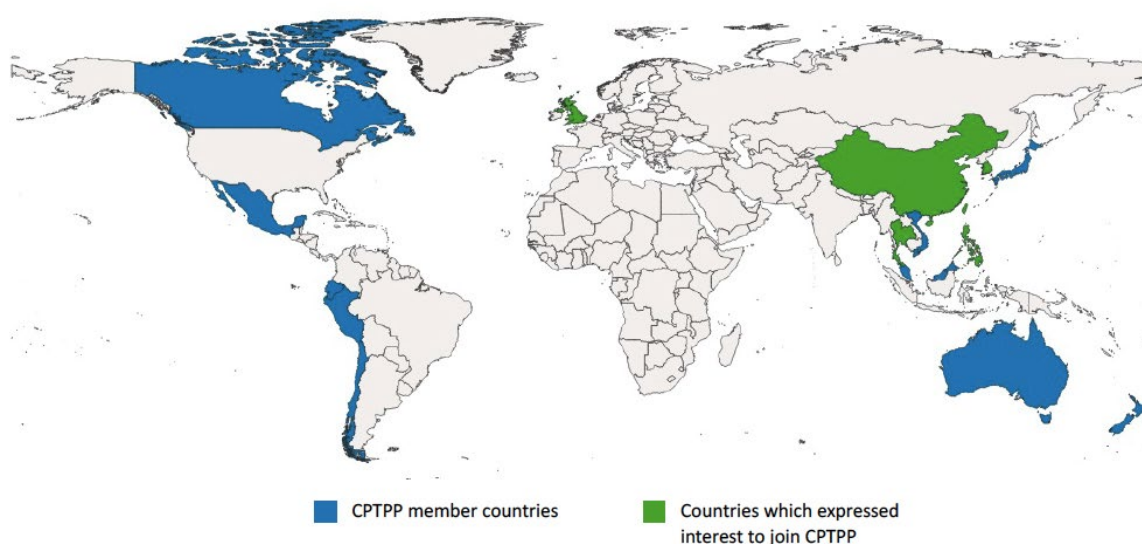 CPTPP member countries
Countries which expressed
interest to join CPTPP